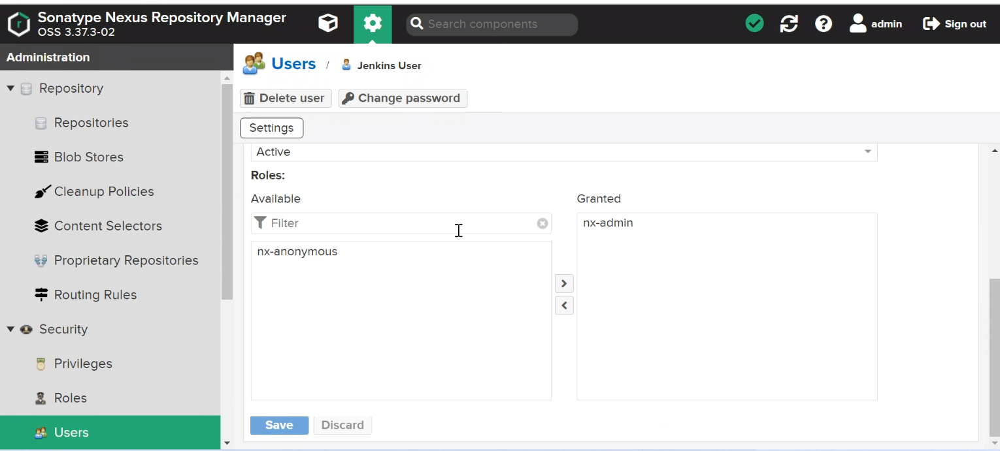 Sonatype Nexus Repository Manager
OSS 3.37.3-02
Search components
admin
Sign out
Administration
Repository
Repositories
Blob Stores
Cleanup Policies
Content Selectors
Proprietary Repositories
Routing Rules
Security
Privileges
Roles
Users
Users / Jenkins User
Delete user
Change password
Settings
Active
Roles:
Available
Granted
Filter
nx-admin
nx-anonymous
Save
Discard